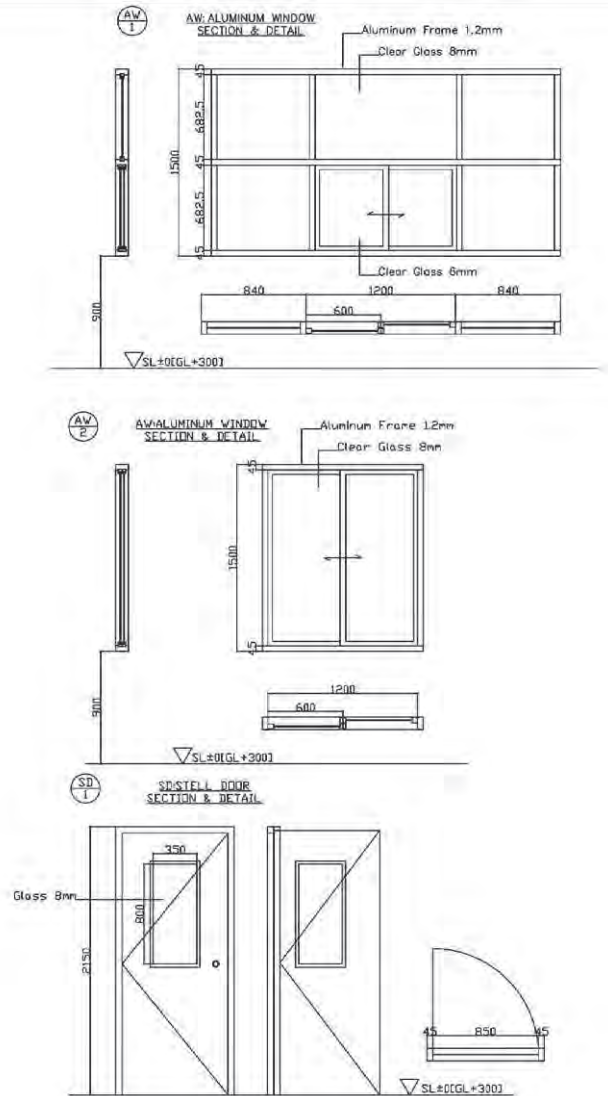 AW
1
AW: ALUMINUM WINDOW
SECTION & DETAIL
Aluminum Frame 1.2mm
Clear Glass 8mm
45
682.5
1500
45
682.5
45
Clear Glass 6mm
840
1200
840
600
900
SL±0[GL+300]
AW
2
AW:ALUMINUM WINDOW
SECTION & DETAIL
Aluminum Frame 1.2mm
Clear Glass 8mm
45
1500
45
1200
600
900
SL±0[GL+300]
SD
1
SD:STELL DOOR
SECTION & DETAIL
350
Glass 8mm
800
2150
45
850
45
SL±0[GL+300]